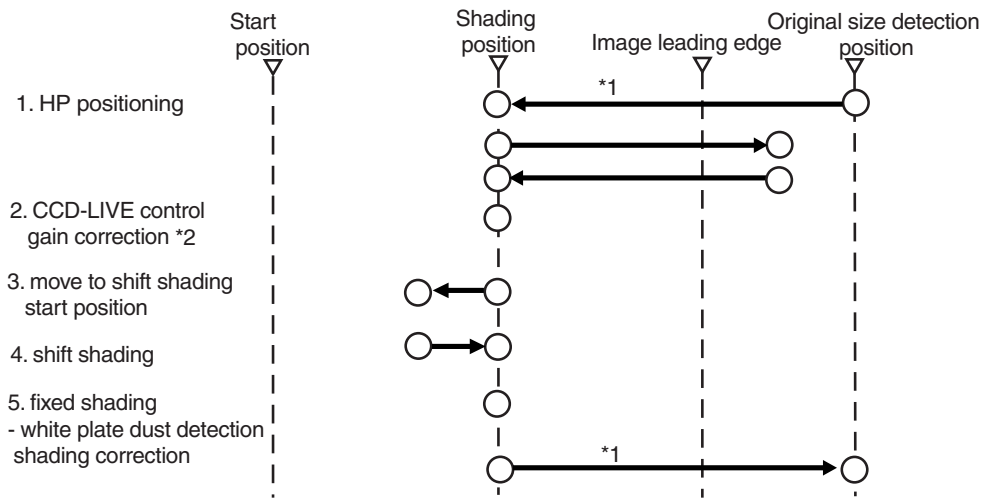 Start
position
Shading
position
Image leading edge
Original size detection
position
1. HP positioning
*1
2. CCD-LIVE control
gain correction *2
3. move to shift shading
start position
4. shift shading
5. fixed shading
- white plate dust detection
shading correction
*1